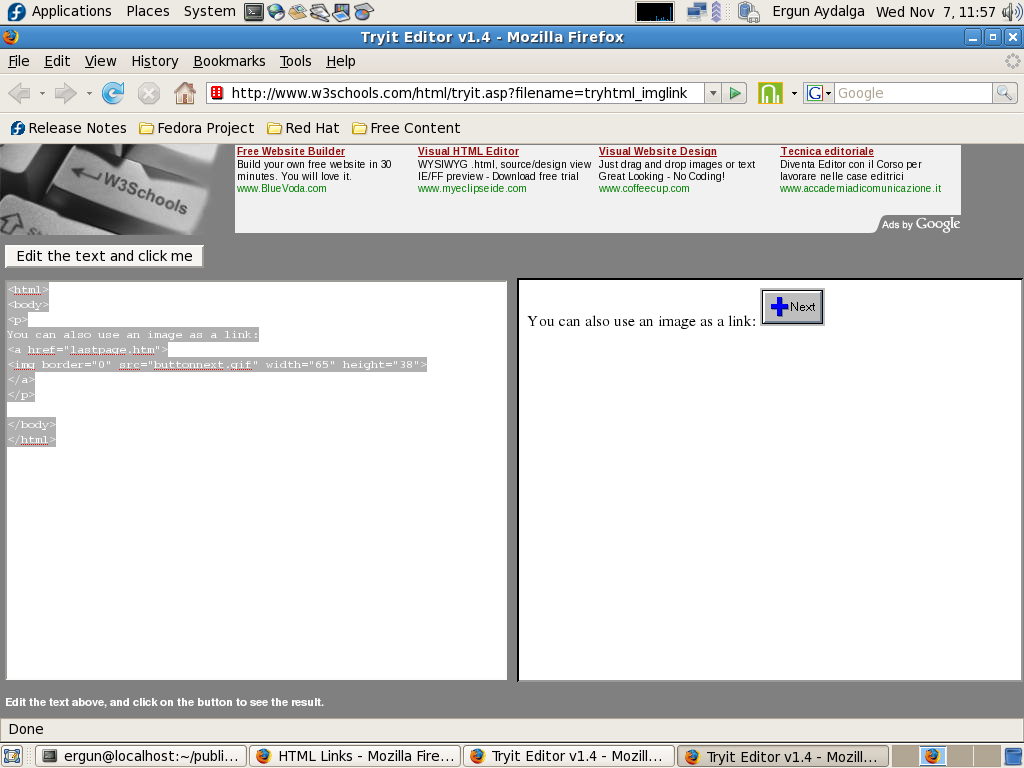 Applications Places System Ergun Aydalga Wed Nov 7, 11:57
Tryit Editor v1.4 - Mozilla Firefox
File Edit View History Bookmarks Tools Help
http://www.w3schools.com/html/tryit.asp?filename=tryhtml_imglink G Google
Release Notes Fedora Project Red Hat Free Content
W3Schools
Free Website Builder
Build your own free website in 30
minutes. You will love it.
www.BlueVoda.com
Visual HTML Editor
WYSIWYG .html, source/design view
IE/FF preview - Download free trial
www.myeclipseide.com
Visual Website Design
Just drag and drop images or text
Great Looking - No Coding!
www.coffeecup.com
Tecnica editoriale
Diventa Editor con il Corso per
lavorare nelle case editrici
www.accademiadicomunicazione.it
Ads by Google
Edit the text and click me
<html>
<body>
<p>
You can also use an image as a link:
<a href="lastpage.htm">
<img border="0" src="buttonnext.gif" width="65" height="38">
</a>
</p>
</body>
</html>
You can also use an image as a link: Next
Edit the text above, and click on the button to see the result.
Done
ergun@localhost:~/publi... HTML Links - Mozilla Fire... Tryit Editor v1.4 - Mozill... Tryit Editor v1.4 - Mozill...